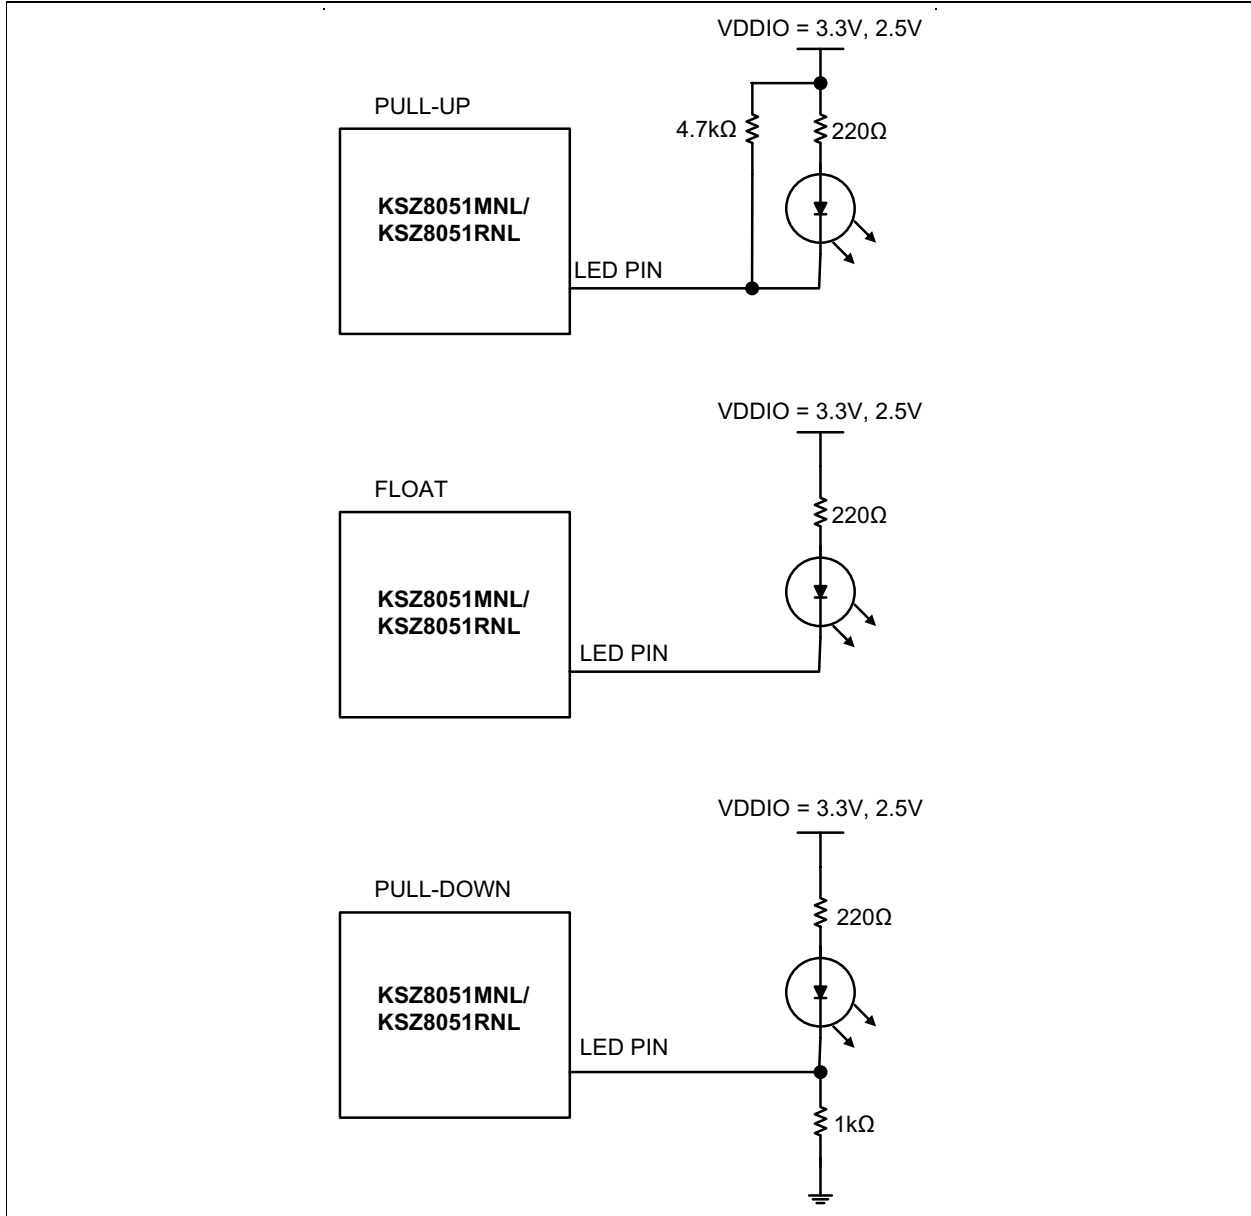 VDDIO = 3.3V, 2.5V
PULL-UP
4.7kΩ
220Ω
KSZ8051MNL/
KSZ8051RNL
LED PIN
VDDIO = 3.3V, 2.5V
FLOAT
220Ω
KSZ8051MNL/
KSZ8051RNL
LED PIN
VDDIO = 3.3V, 2.5V
PULL-DOWN
220Ω
KSZ8051MNL/
KSZ8051RNL
LED PIN
1kΩ